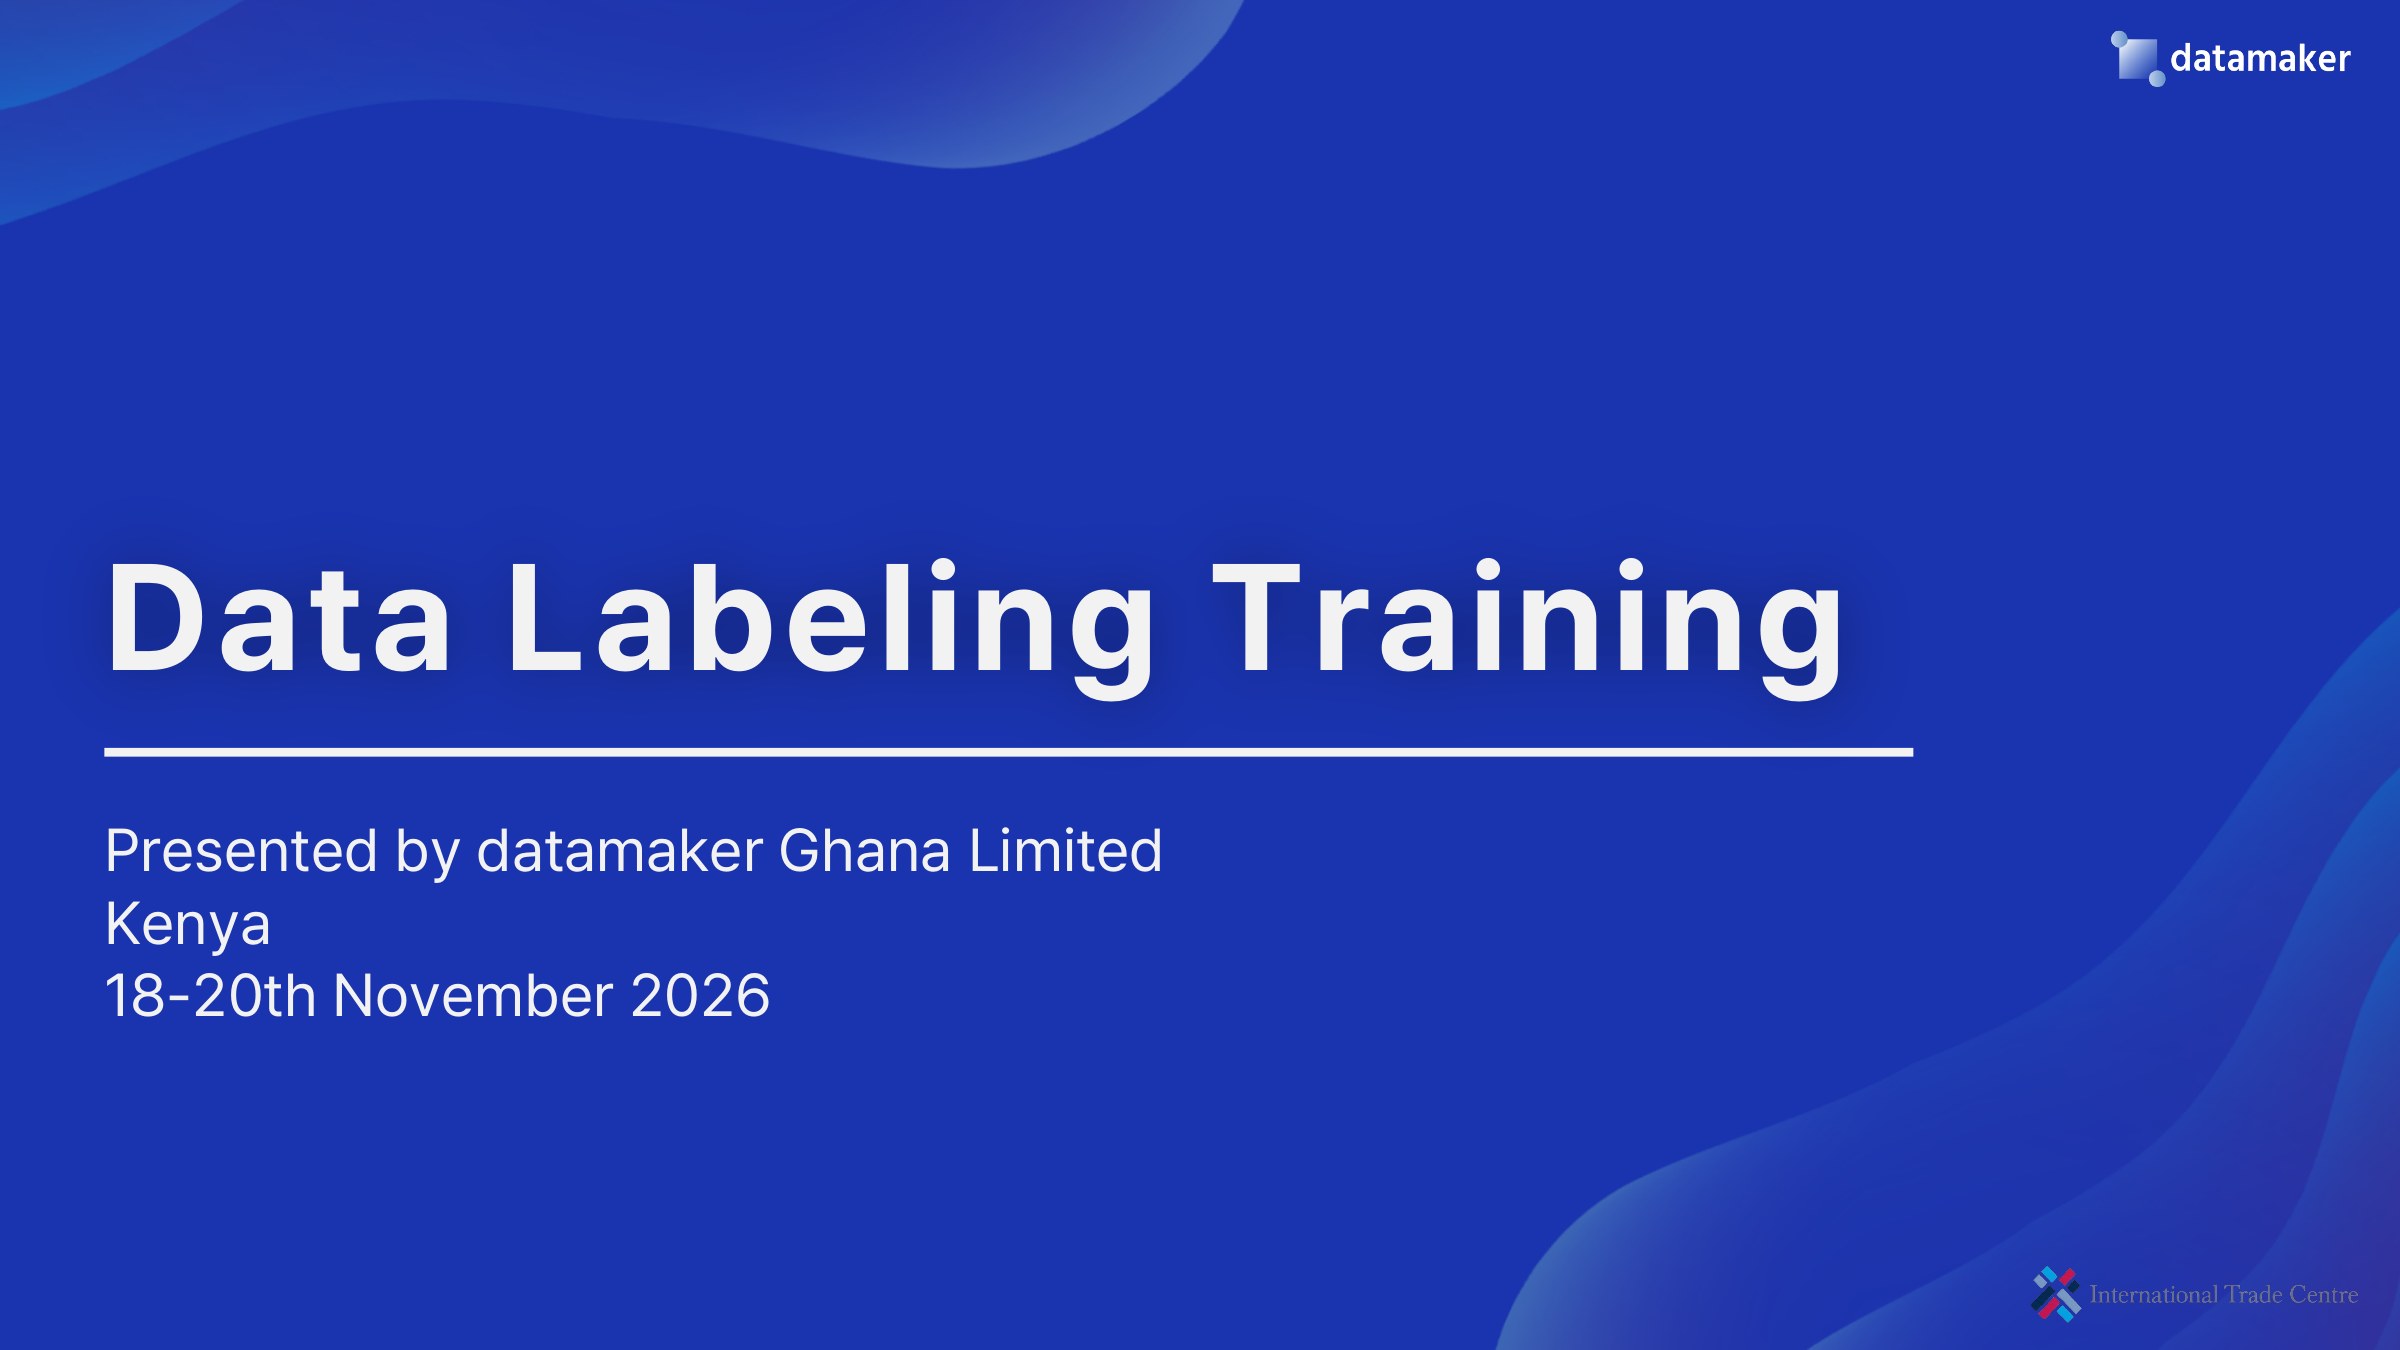 datamaker
Data Labeling Training
Presented by datamaker Ghana Limited
Kenya
18-20th November 2026
International Trade Centre